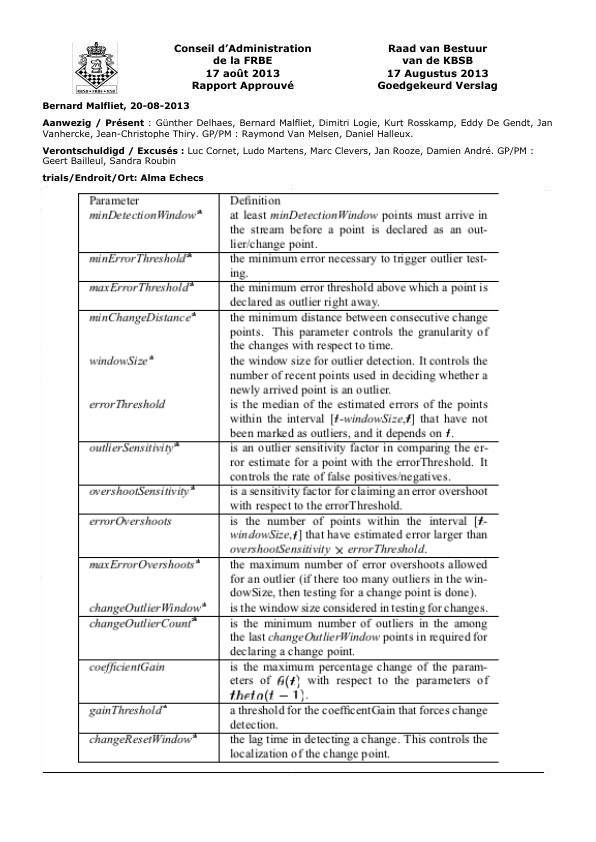 Conseil d’Administration
de la FRBE
17 août 2013
Rapport Approuvé
Raad van Bestuur
van de KBSB
17 Augustus 2013
Goedgekeurd Verslag
Bernard Malfliet, 20-08-2013
Aanwezig / Présent : Günther Delhaes, Bernard Malfliet, Dimitri Logie, Kurt Rosskamp, Eddy De Gendt, Jan
Vanhercke, Jean-Christophe Thiry. GP/PM : Raymond Van Melsen, Daniel Halleux.
Verontschuldigd / Excusés : Luc Cornet, Ludo Martens, Marc Clevers, Jan Rooze, Damien André. GP/PM :
Geert Bailleul, Sandra Roubin
trials/Endroit/Ort: Alma Echecs
Parameter Definition
minDetectionWindow* at least minDetectionWindow points must arrive in
the stream before a point is declared as an out-
lier/change point.
minErrorThreshold* the minimum error necessary to trigger outlier test-
ing.
maxErrorThreshold* the minimum error threshold above which a point is
declared as outlier right away.
minChangeDistance* the minimum distance between consecutive change
points. This parameter controls the granularity of
the changes with respect to time.
windowSize* the window size for outlier detection. It controls the
number of recent points used in deciding whether a
newly arrived point is an outlier.
errorThreshold is the median of the estimated errors of the points
within the interval [t-windowSize,t] that have not
been marked as outliers, and it depends on t.
outlierSensitivity* is an outlier sensitivity factor in comparing the er-
ror estimate for a point with the errorThreshold. It
controls the rate of false positives/negatives.
overshootSensitivity* is a sensitivity factor for claiming an error overshoot
with respect to the errorThreshold.
errorOvershoots is the number of points within the interval [t-
windowSize,t] that have estimated error larger than
overshootSensitivity × errorThreshold.
maxErrorOvershoots* the maximum number of error overshoots allowed
for an outlier (if there too many outliers in the win-
dowSize, then testing for a change point is done).
changeOutlierWindow* is the window size considered in testing for changes.
changeOutlierCount* is the minimum number of outliers in the among
the last changeOutlierWindow points in required for
declaring a change point.
coefficientGain is the maximum percentage change of the param-
eters of (t) with respect to the parameters of
theta(t − 1).
gainThreshold* a threshold for the coefficentGain that forces change
detection.
changeResetWindow* the lag time in detecting a change. This controls the
localization of the change point.